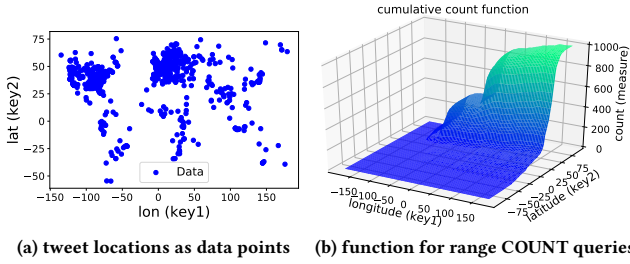 cumulative count function
75
50
25
0
−25
−50
lat (key2)
Data
−150 −100 −50 0 50 100 150
lon (key1)
1000
800
600
400
200
0
count (measure)
−150
−100
−50
0
50
100
150
longitude (key1)
−75
−50
−25
0
25
50
75
latitude (key2)
(a) tweet locations as data points
(b) function for range COUNT queries